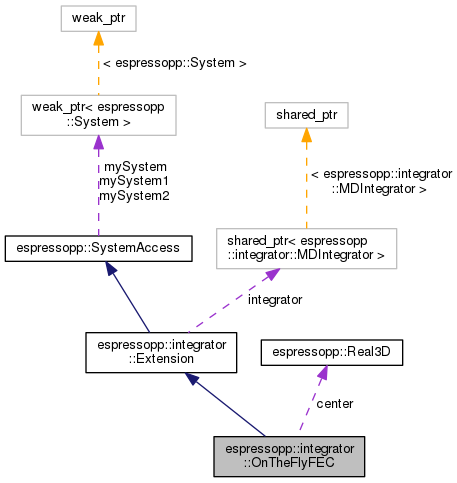 weak_ptr
< espressopp::System >
weak_ptr< espressopp
::System >
shared_ptr
mySystem
mySystem1
mySystem2
< espressopp::integrator
::MDIntegrator >
espressopp::SystemAccess
shared_ptr< espressopp
::integrator::MDIntegrator >
integrator
espressopp::integrator
::Extension
espressopp::Real3D
center
espressopp::integrator
::OnTheFlyFEC